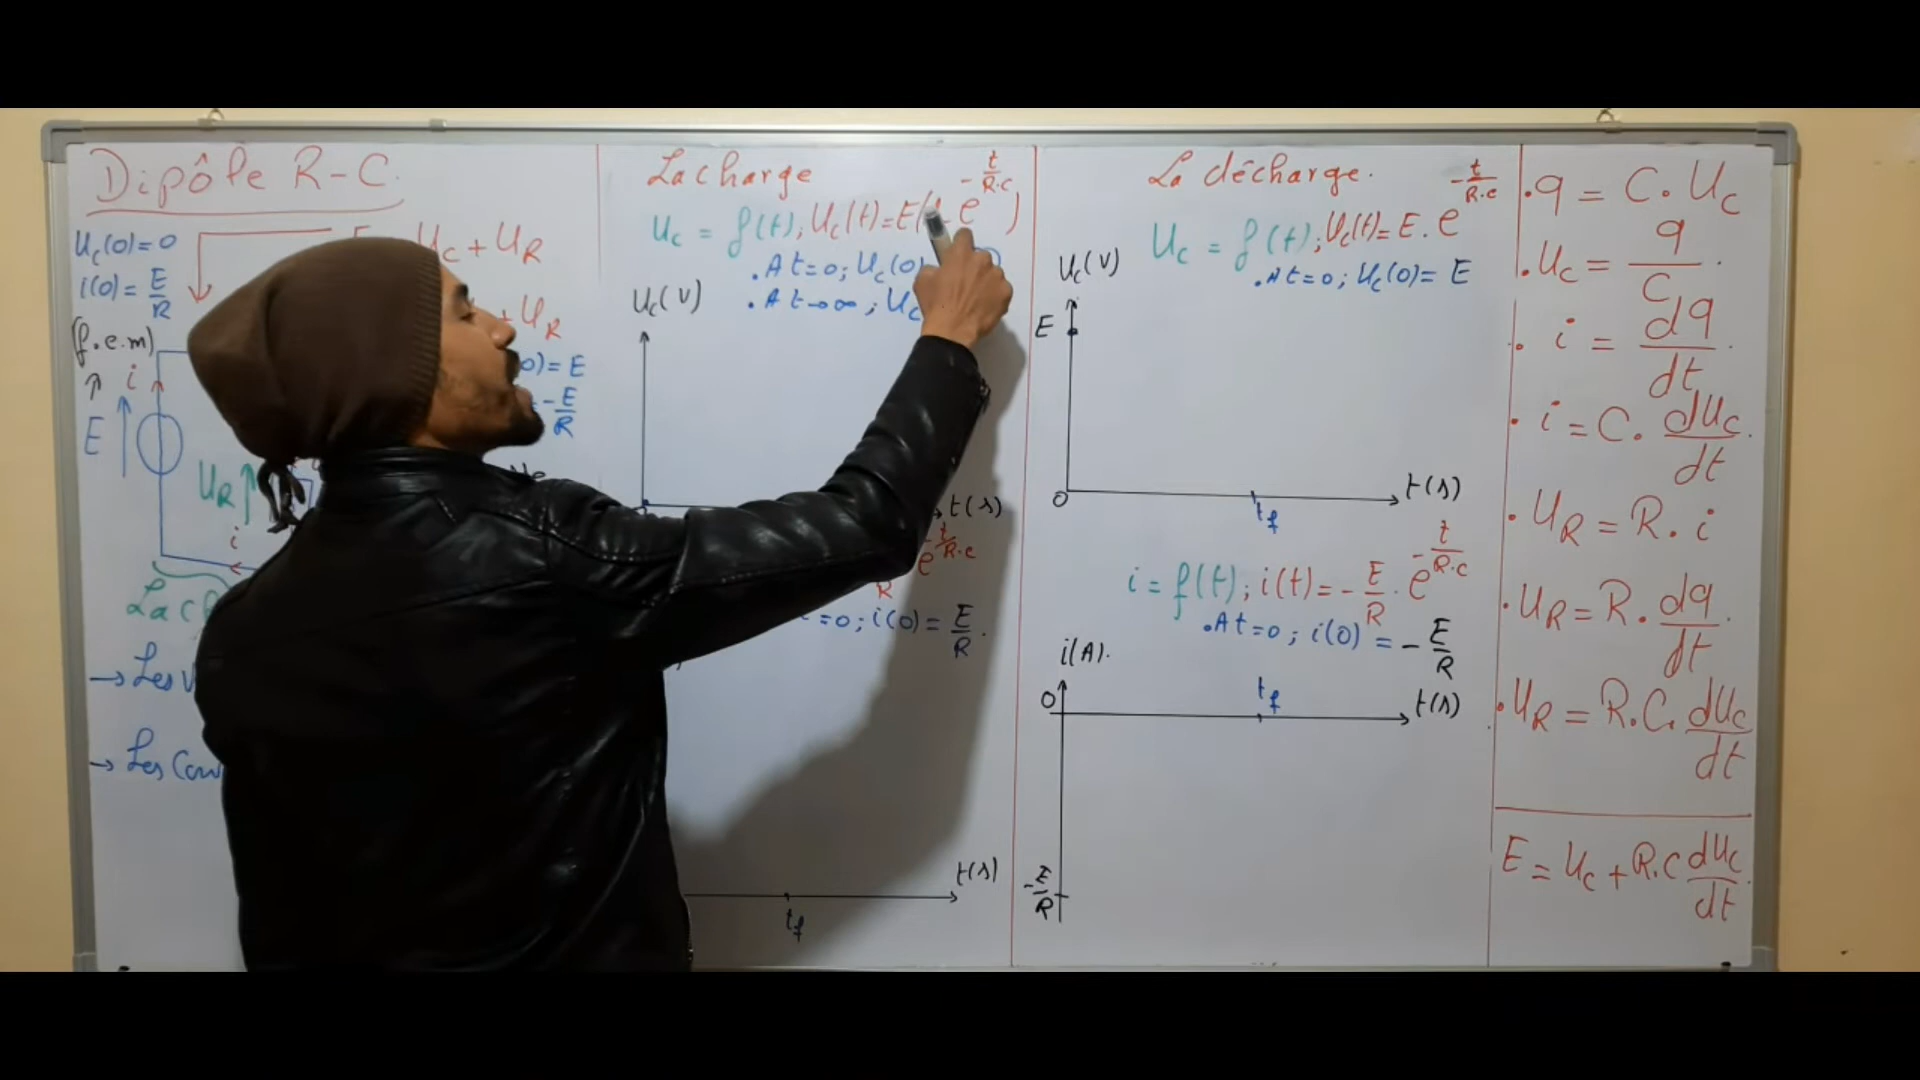 Dipôle R-C.
Uc(0)=0
i(0)= E/R
Uc + UR
+UR
(f.e.m)
0)= E
=-E/R
i
E
UR
i
→ Les
→ Les
La charge
Uc = f(t); Uc(t)=E(1-e^(-t/R.c))
.At=0; Uc(0)
.At→∞; Uc
Uc(V)
t(s)
e^(-t/R.c)
R
=0; i(0)= E/R.
t(s)
tf
La décharge.
Uc = f(t); Uc(t)= E.e^(-t/R.c)
.At=0; Uc(0)= E
Uc(V)
E
0
tf
t(s)
i = f(t); i(t)= -E/R . e^(-t/R.c)
.At=0; i(0) = -E/R
i(A).
0
tf
t(s)
-E/R
.q = C.Uc
.Uc = q/C.
. i = dq/dt.
. i = C. dUc/dt.
. UR = R.i
.UR = R. dq/dt.
.UR = R.C. dUc/dt
E = Uc + R.C dUc/dt.